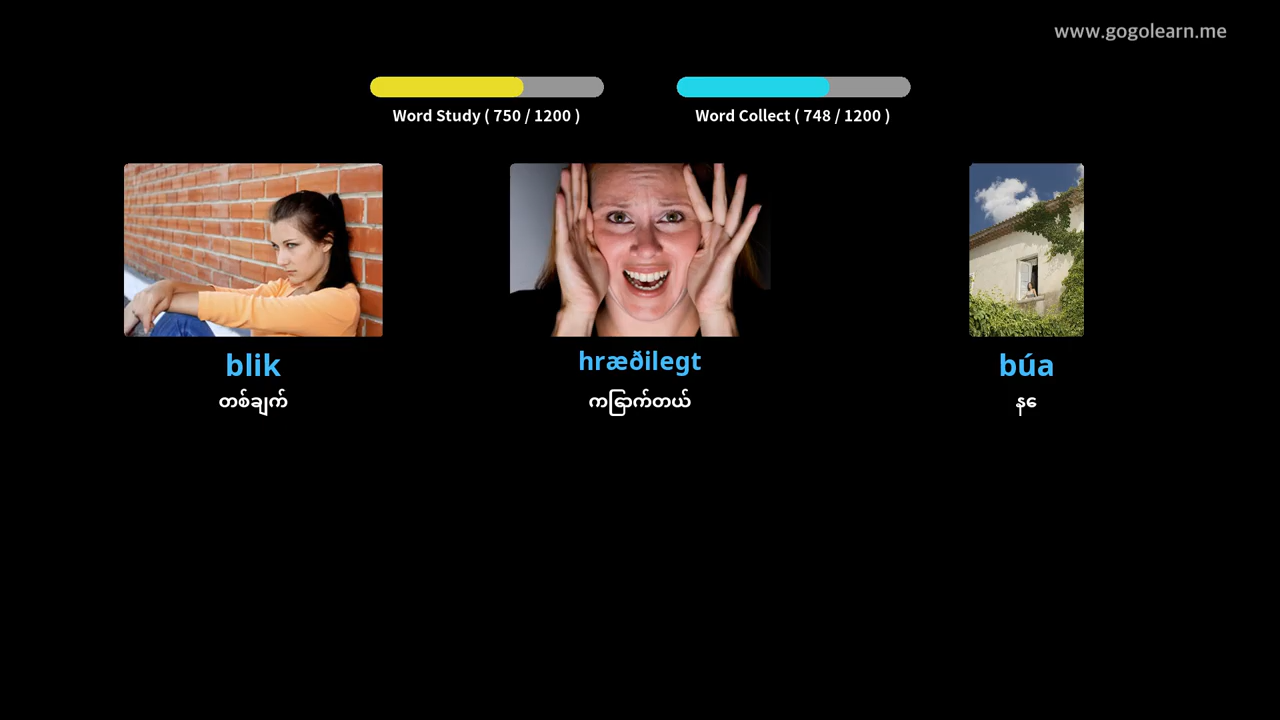 www.gogolearn.me
Word Study ( 750 / 1200 )
Word Collect ( 748 / 1200 )
blik
တစ်ချက်
hræðilegt
ကြောက်တယ်
búa
နေ